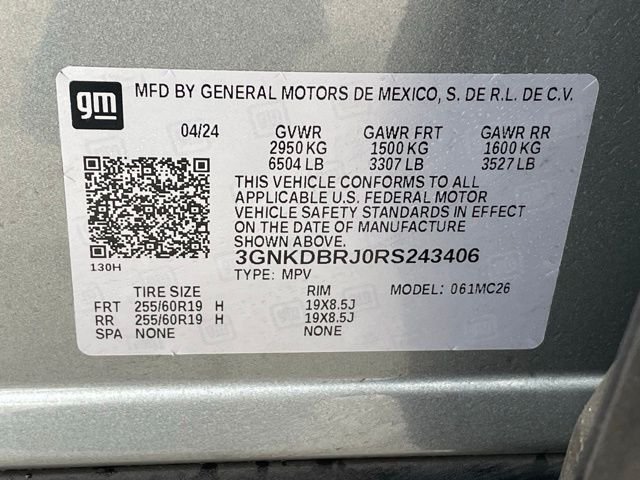 gm
MFD BY GENERAL MOTORS DE MEXICO, S. DE R.L. DE C.V.
04/24 GVWR GAWR FRT GAWR RR
2950 KG 1500 KG 1600 KG
6504 LB 3307 LB 3527 LB
THIS VEHICLE CONFORMS TO ALL
APPLICABLE U.S. FEDERAL MOTOR
VEHICLE SAFETY STANDARDS IN EFFECT
ON THE DATE OF MANUFACTURE
SHOWN ABOVE.
3GNKDBRJ0RS243406
130H
TYPE: MPV
TIRE SIZE RIM MODEL: 061MC26
FRT 255/60R19 H 19X8.5J
RR 255/60R19 H 19X8.5J
SPA NONE NONE